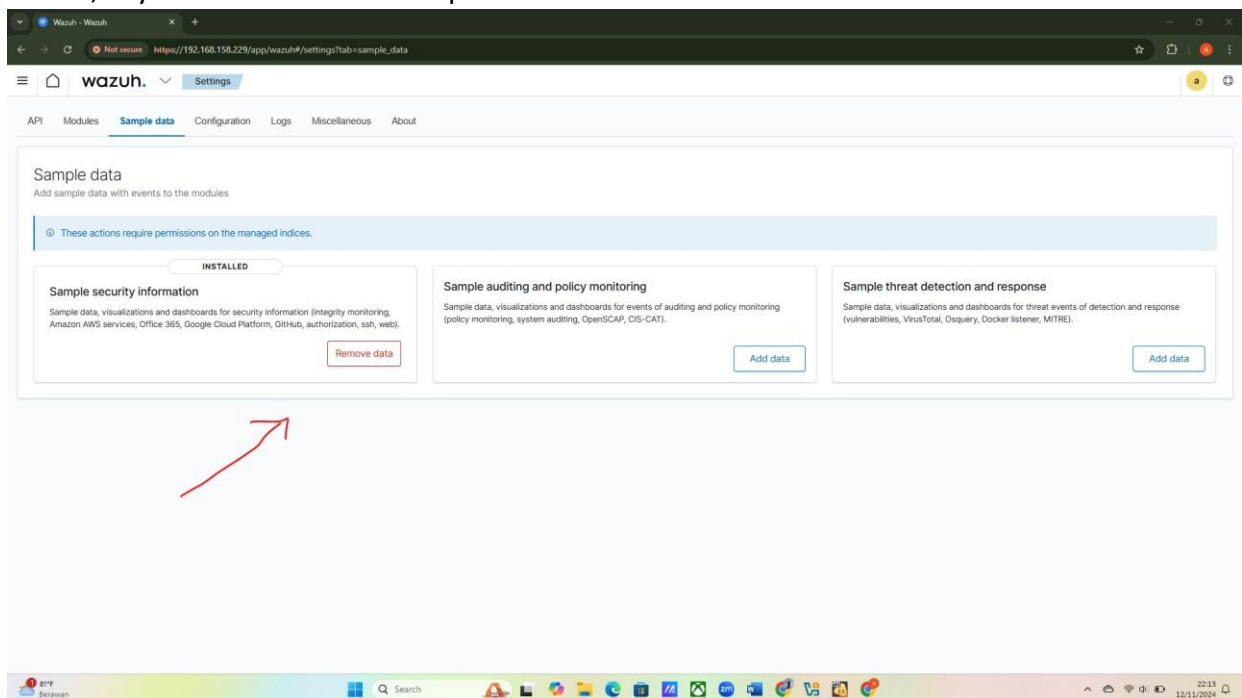 Wazuh - Wazuh
Not secure https://192.168.158.229/app/wazuh#/settings?tab=sample_data
wazuh. Settings a
API Modules Sample data Configuration Logs Miscellaneous About
Sample data
Add sample data with events to the modules
These actions require permissions on the managed indices.
INSTALLED
Sample security information
Sample data, visualizations and dashboards for security information (integrity monitoring,
Amazon AWS services, Office 365, Google Cloud Platform, GitHub, authorization, ssh, web).
Remove data
Sample auditing and policy monitoring
Sample data, visualizations and dashboards for events of auditing and policy monitoring
(policy monitoring, system auditing, OpenSCAP, CIS-CAT).
Add data
Sample threat detection and response
Sample data, visualizations and dashboards for threat events of detection and response
(vulnerabilities, VirusTotal, Osquery, Docker listener, MITRE).
Add data
81°F
Berawan
Search
22:13
12/11/2024